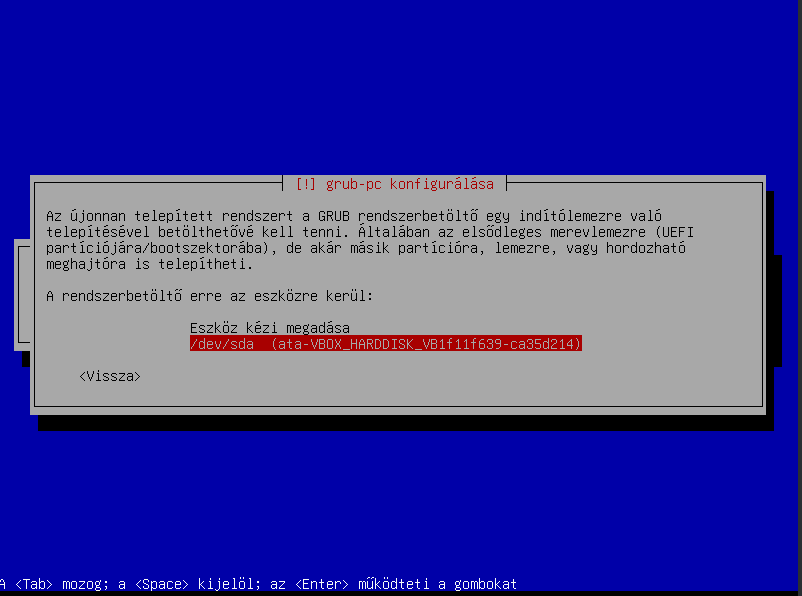 [!] grub-pc konfigurálása
Az újonnan telepített rendszert a GRUB rendszerbetöltő egy indítólemezre való
telepítésével betölthetővé kell tenni. Általában az elsődleges merevlemezre (UEFI
partíciójára/bootszektorába), de akár másik partícióra, lemezre, vagy hordozható
meghajtóra is telepítheti.
A rendszerbetöltő erre az eszközre kerül:
Eszköz kézi megadása
/dev/sda (ata-VBOX_HARDDISK_VB1f11f639-ca35d214)
<Vissza>
A <Tab> mozog; a <Space> kijelöl; az <Enter> működteti a gombokat